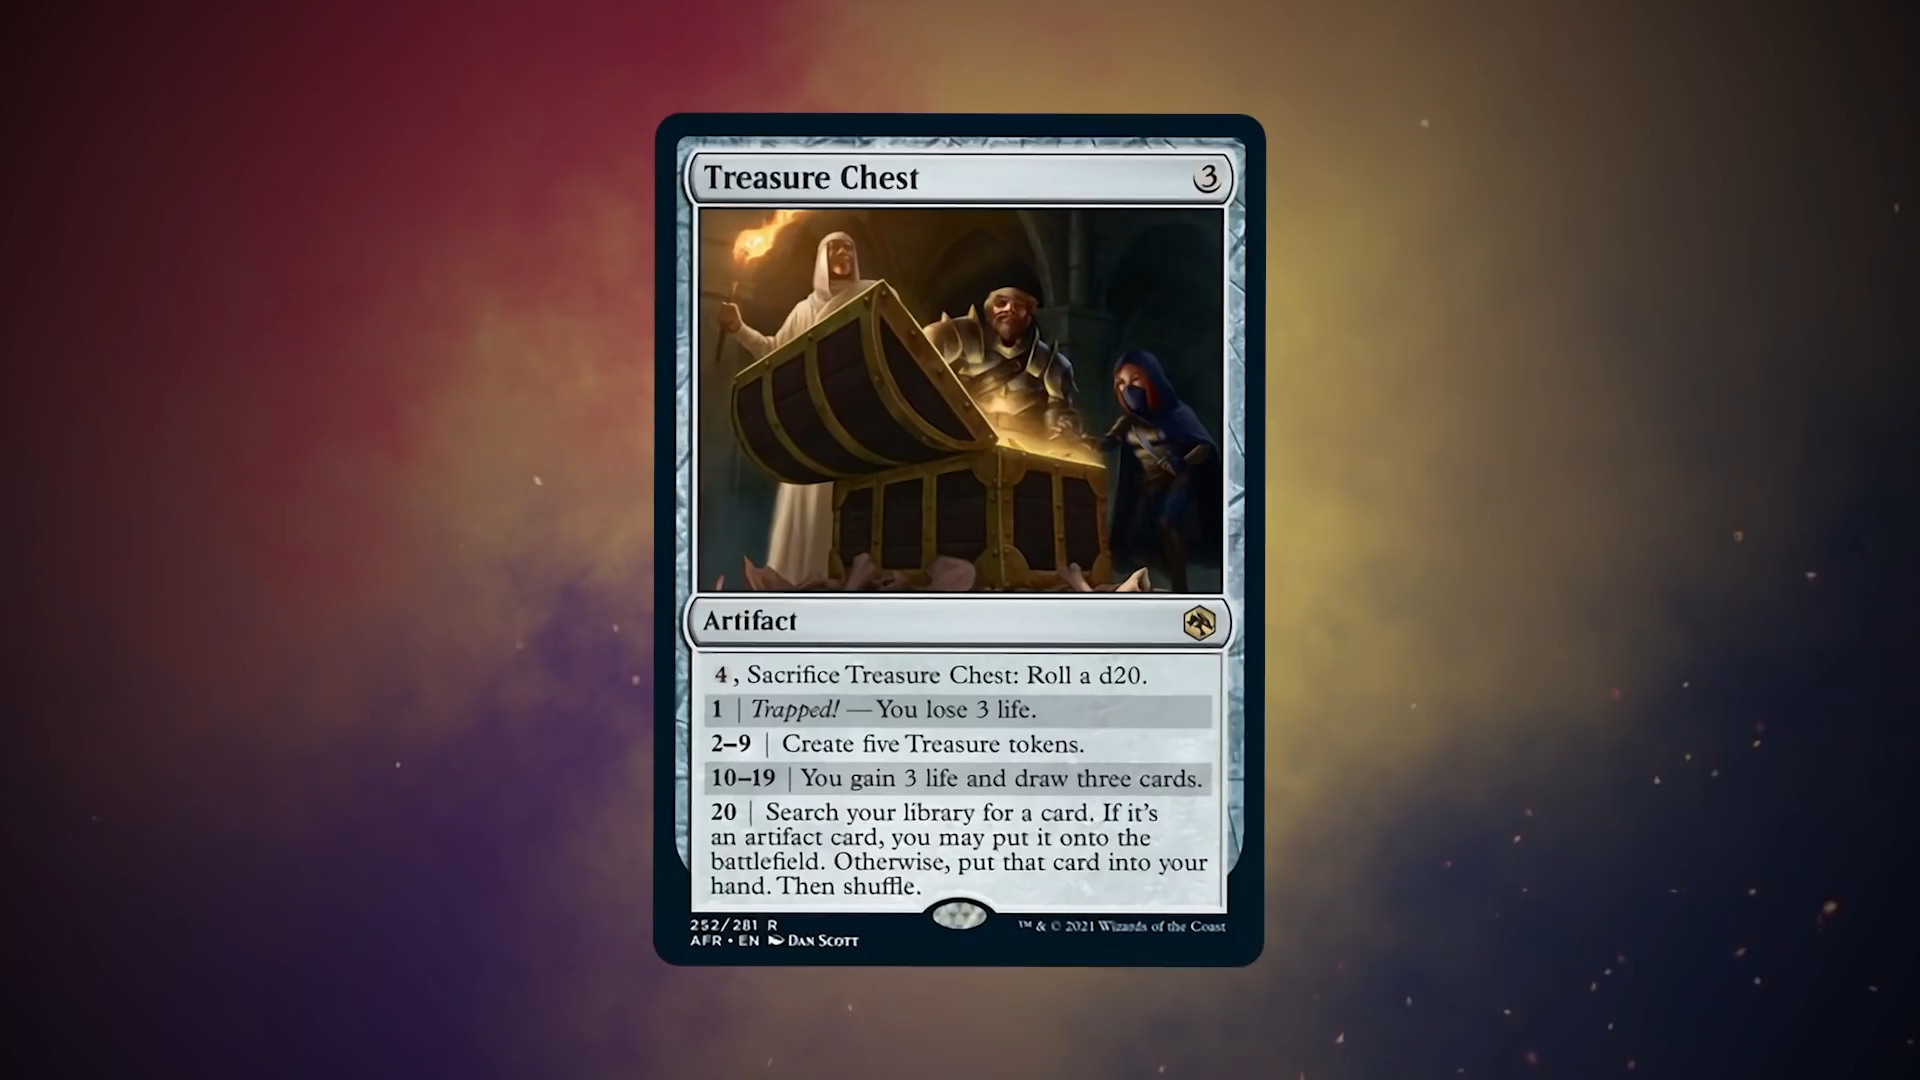 Treasure Chest 3
Artifact
4, Sacrifice Treasure Chest: Roll a d20.
1 | Trapped! — You lose 3 life.
2–9 | Create five Treasure tokens.
10–19 | You gain 3 life and draw three cards.
20 | Search your library for a card. If it's
an artifact card, you may put it onto the
battlefield. Otherwise, put that card into your
hand. Then shuffle.
252/281 R
AFR • EN Dan Scott
™ & © 2021 Wizards of the Coast